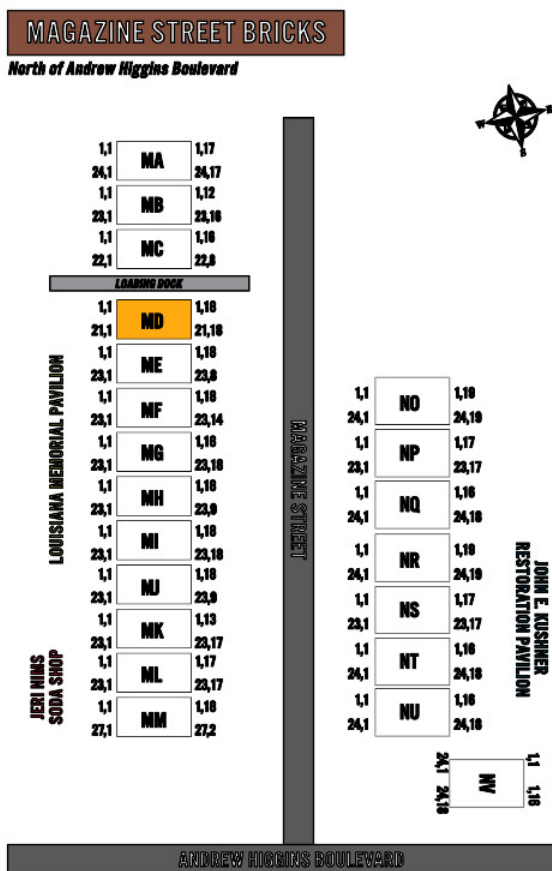 MAGAZINE STREET BRICKS
North of Andrew Higgins Boulevard
N
W
E
S
1,1 1,17
MA
24,1 24,17
1,1 1,12
MB
23,1 23,16
1,1 1,16
MC
22,1 22,8
LOADING DOCK
1,1 1,18
MD
21,1 21,18
1,1 1,18
ME
23,1 23,8
1,1 1,18
MF
23,1 23,14
1,1 1,18
MG
23,1 23,18
1,1 1,18
MH
23,1 23,9
1,1 1,18
MI
23,1 23,18
1,1 1,18
MJ
23,1 23,9
1,1 1,13
MK
23,1 23,17
1,1 1,17
ML
23,1 23,17
1,1 1,18
MM
27,1 27,2
LOUISIANA MEMORIAL PAVILION
JERI NIMS
SODA SHOP
MAGAZINE STREET
1,1 1,19
NO
24,1 24,19
1,1 1,17
NP
23,1 23,17
1,1 1,16
NQ
24,1 24,18
1,1 1,19
NR
24,1 24,19
1,1 1,17
NS
23,1 23,17
1,1 1,16
NT
24,1 24,18
1,1 1,16
NU
24,1 24,18
JOHN E. KUSHNER
RESTORATION PAVILION
1,1 1,16
NV
24,1 24,18
ANDREW HIGGINS BOULEVARD